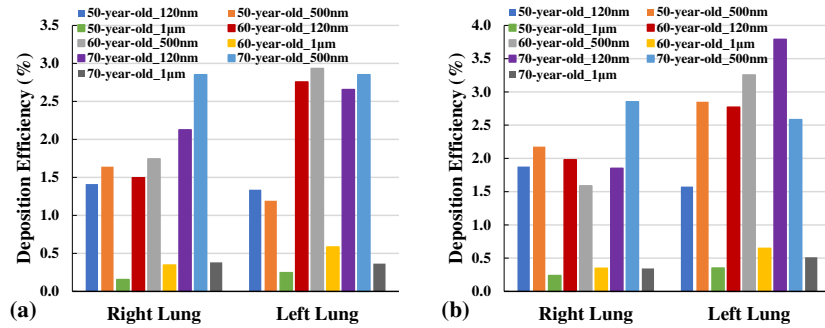 50-year-old_120nm 50-year-old_500nm
50-year-old_1μm 60-year-old_120nm
60-year-old_500nm 60-year-old_1μm
70-year-old_120nm 70-year-old_500nm
70-year-old_1μm
Deposition Efficiency (%)
3.5
3.0
2.5
2.0
1.5
1.0
0.5
0.0
Right Lung Left Lung
(a)
50-year-old_120nm 50-year-old_500nm
50-year-old_1μm 60-year-old_120nm
60-year-old_500nm 60-year-old_1μm
70-year-old_120nm 70-year-old_500nm
70-year-old_1μm
Deposition Efficiency (%)
4.0
3.5
3.0
2.5
2.0
1.5
1.0
0.5
0.0
Right Lung Left Lung
(b)